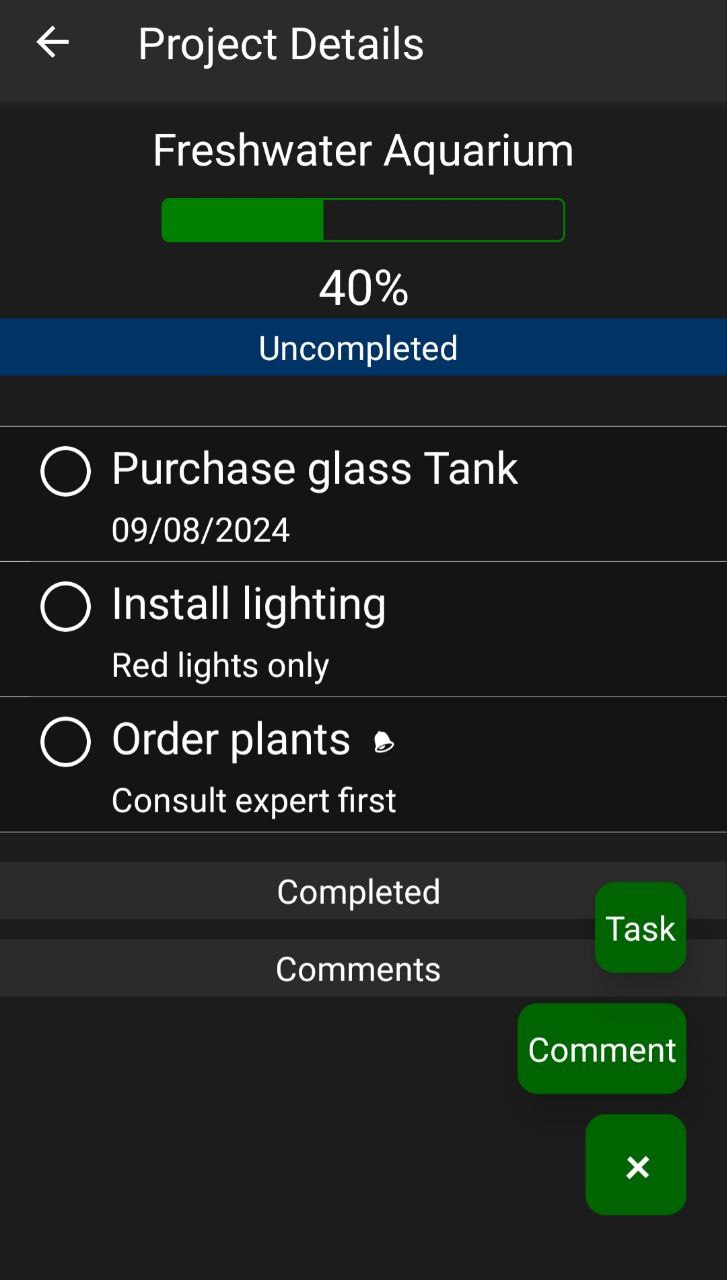 Project Details
Freshwater Aquarium
40%
Uncompleted
Purchase glass Tank
09/08/2024
Install lighting
Red lights only
Order plants
Consult expert first
Completed
Task
Comments
Comment